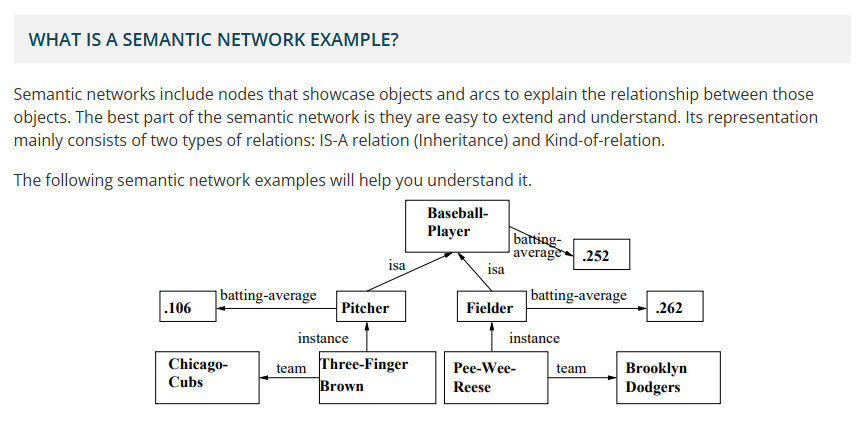 WHAT IS A SEMANTIC NETWORK EXAMPLE?
Semantic networks include nodes that showcase objects and arcs to explain the relationship between those
objects. The best part of the semantic network is they are easy to extend and understand. Its representation
mainly consists of two types of relations: IS-A relation (Inheritance) and Kind-of-relation.
The following semantic network examples will help you understand it.
Baseball-
Player
batting-
average
.252
isa
isa
.106
batting-average
Pitcher
Fielder
batting-average
.262
instance
instance
Chicago-
Cubs
team
Three-Finger
Brown
Pee-Wee-
Reese
team
Brooklyn
Dodgers